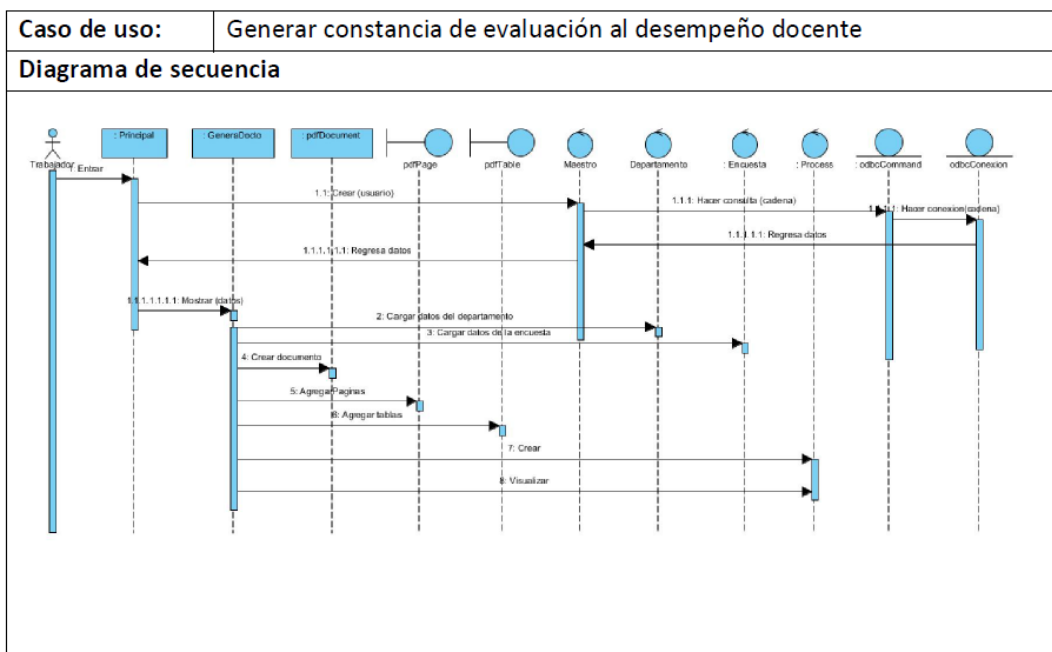 Caso de uso: Generar constancia de evaluación al desempeño docente
Diagrama de secuencia
: Principal : GeneraDocto : pdfDocument
Trabajador pdfPage pdfTable Maestro Departamento : Encuesta : Process : odbcCommand odbcConexion
1: Entrar
1.1: Crear (usuario)
1.1.1: Hacer consulta (cadena)
1.1.1.1: Hacer conexion(cadena)
1.1.1.1.1: Regresa datos
1.1.1.1.1.1: Regresa datos
1.1.1.1.1.1.1: Mostrar (datos)
2: Cargar datos del departamento
3: Cargar datos de la encuesta
4: Crear documento
5: Agregar Paginas
6: Agregar tablas
7: Crear
8: Visualizar